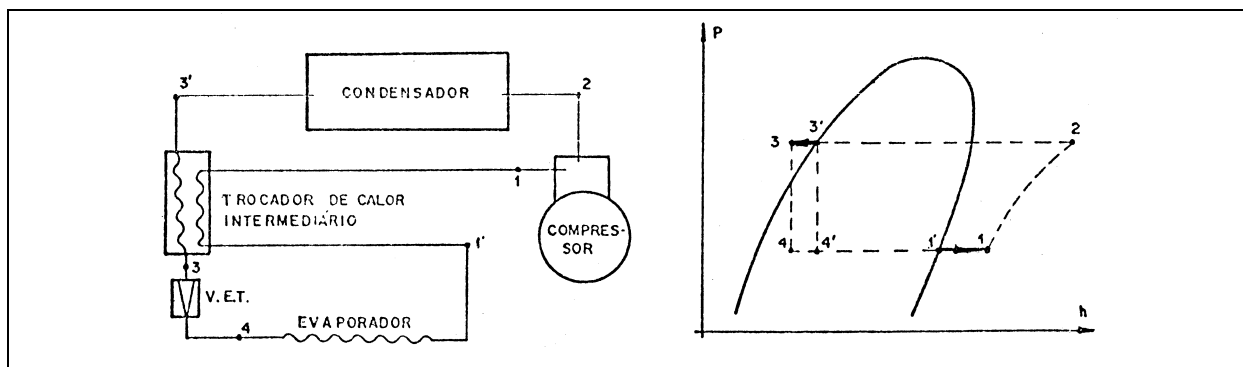 3'
CONDENSADOR
2
1
TROCADOR DE CALOR
INTERMEDIÁRIO
COMPRES-
SOR
1'
3
V.E.T.
4
EVAPORADOR
P
3
3'
2
4
4'
1'
1
h